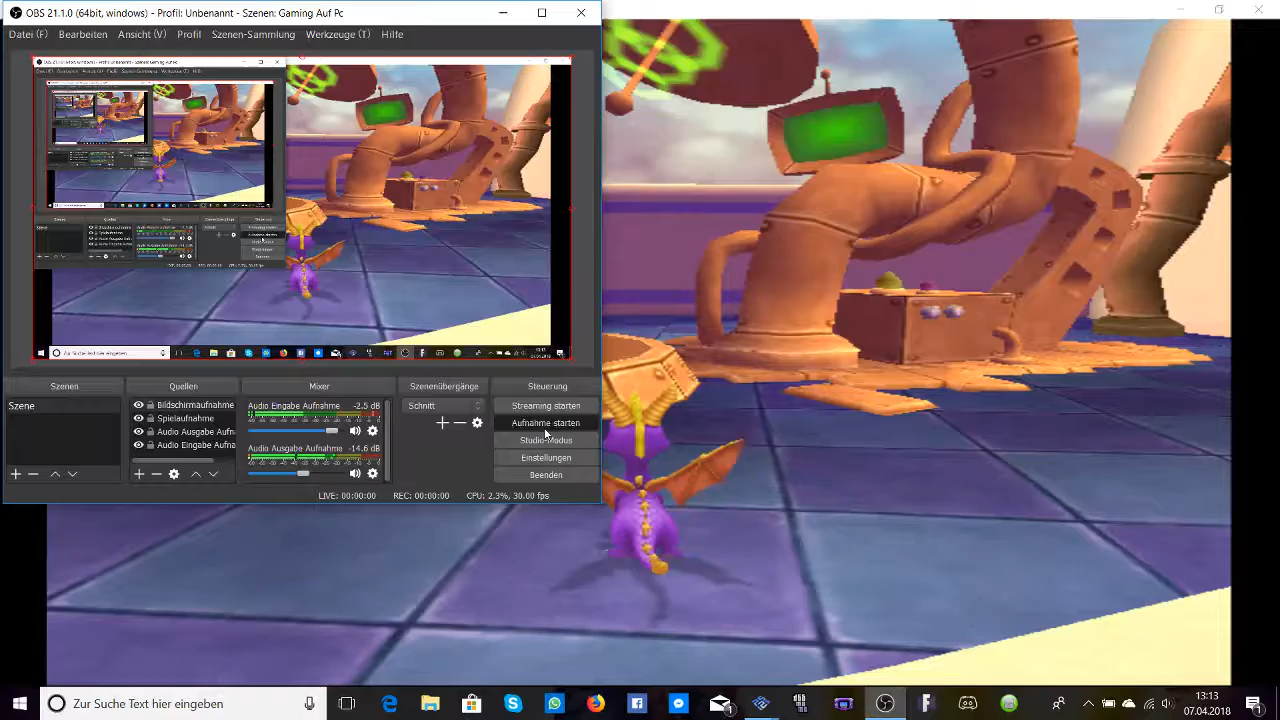 OBS 21.1.0 (64bit, windows) - Profil: Unbenannt - Szenen: Gaming Auf Pc
Datei (F) Bearbeiten Ansicht (V) Profil Szenen-Sammlung Werkzeuge (T) Hilfe
Szenen Quellen Mixer Szenenübergänge Steuerung
Szene Bildschirmaufnahme Audio Eingabe Aufnahme -2.5 dB Schnitt Streaming starten
Spielaufnahme Aufnahme starten
Audio Ausgabe Aufn Studio-Modus
Audio Eingabe Aufna Audio Ausgabe Aufnahme -14.6 dB Einstellungen
Beenden
LIVE: 00:00:00 REC: 00:00:00 CPU: 2.3%, 30.00 fps
Zur Suche Text hier eingeben
13:13
07.04.2018
1
1